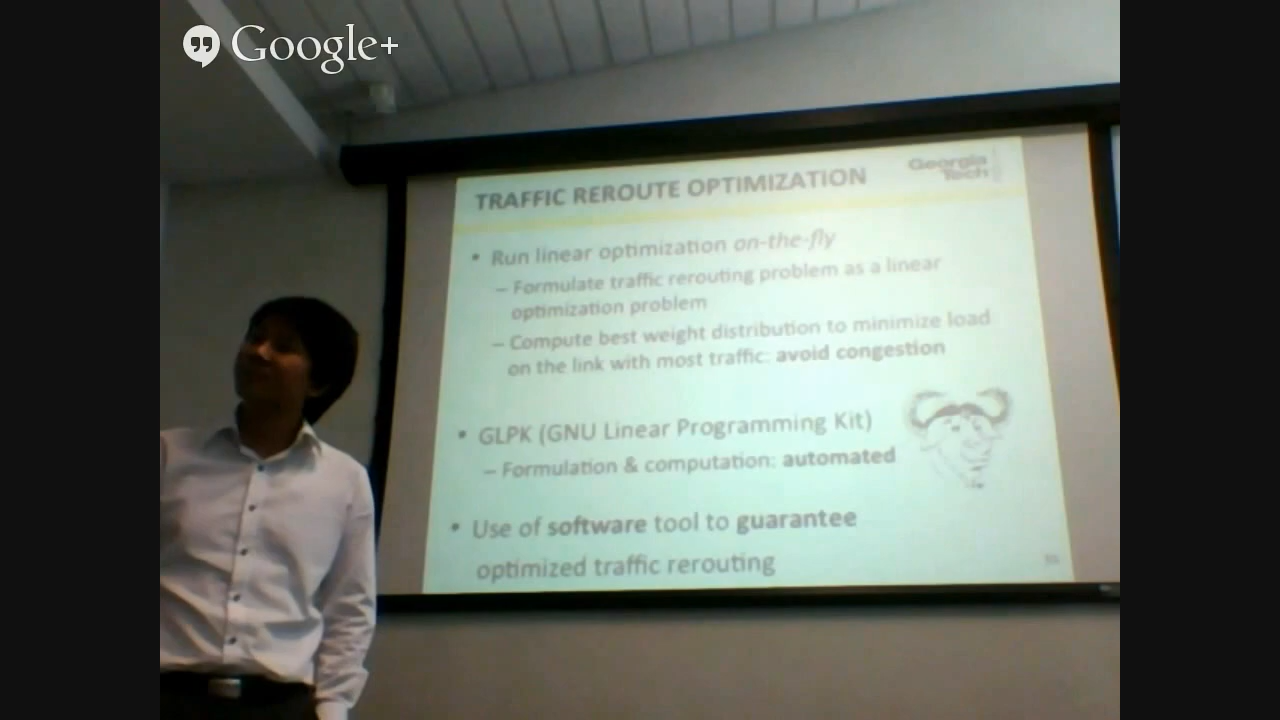 Google+
TRAFFIC REROUTE OPTIMIZATION
Georgia
Tech
• Run linear optimization on-the-fly
– Formulate traffic rerouting problem as a linear
optimization problem
– Compute best weight distribution to minimize load
on the link with most traffic: avoid congestion
• GLPK (GNU Linear Programming Kit)
– Formulation & computation: automated
• Use of software tool to guarantee
optimized traffic rerouting